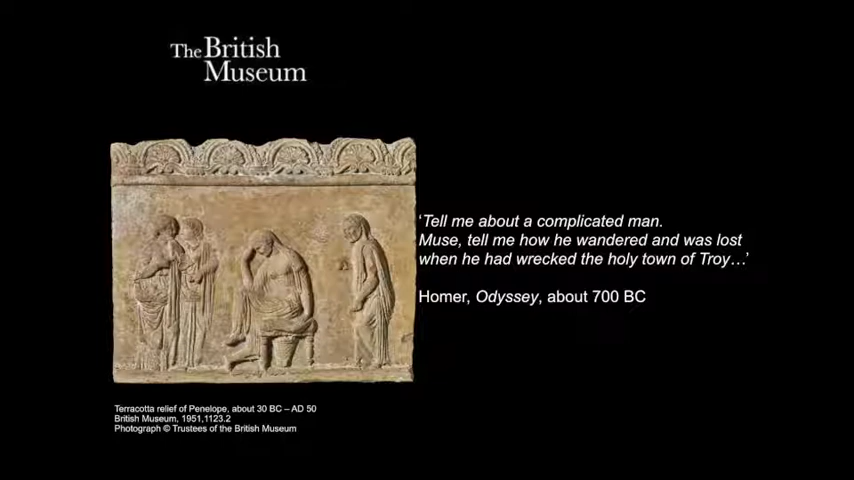 The British
Museum
‘Tell me about a complicated man.
Muse, tell me how he wandered and was lost
when he had wrecked the holy town of Troy…’
Homer, Odyssey, about 700 BC
Terracotta relief of Penelope, about 30 BC – AD 50
British Museum, 1951,1123.2
Photograph © Trustees of the British Museum